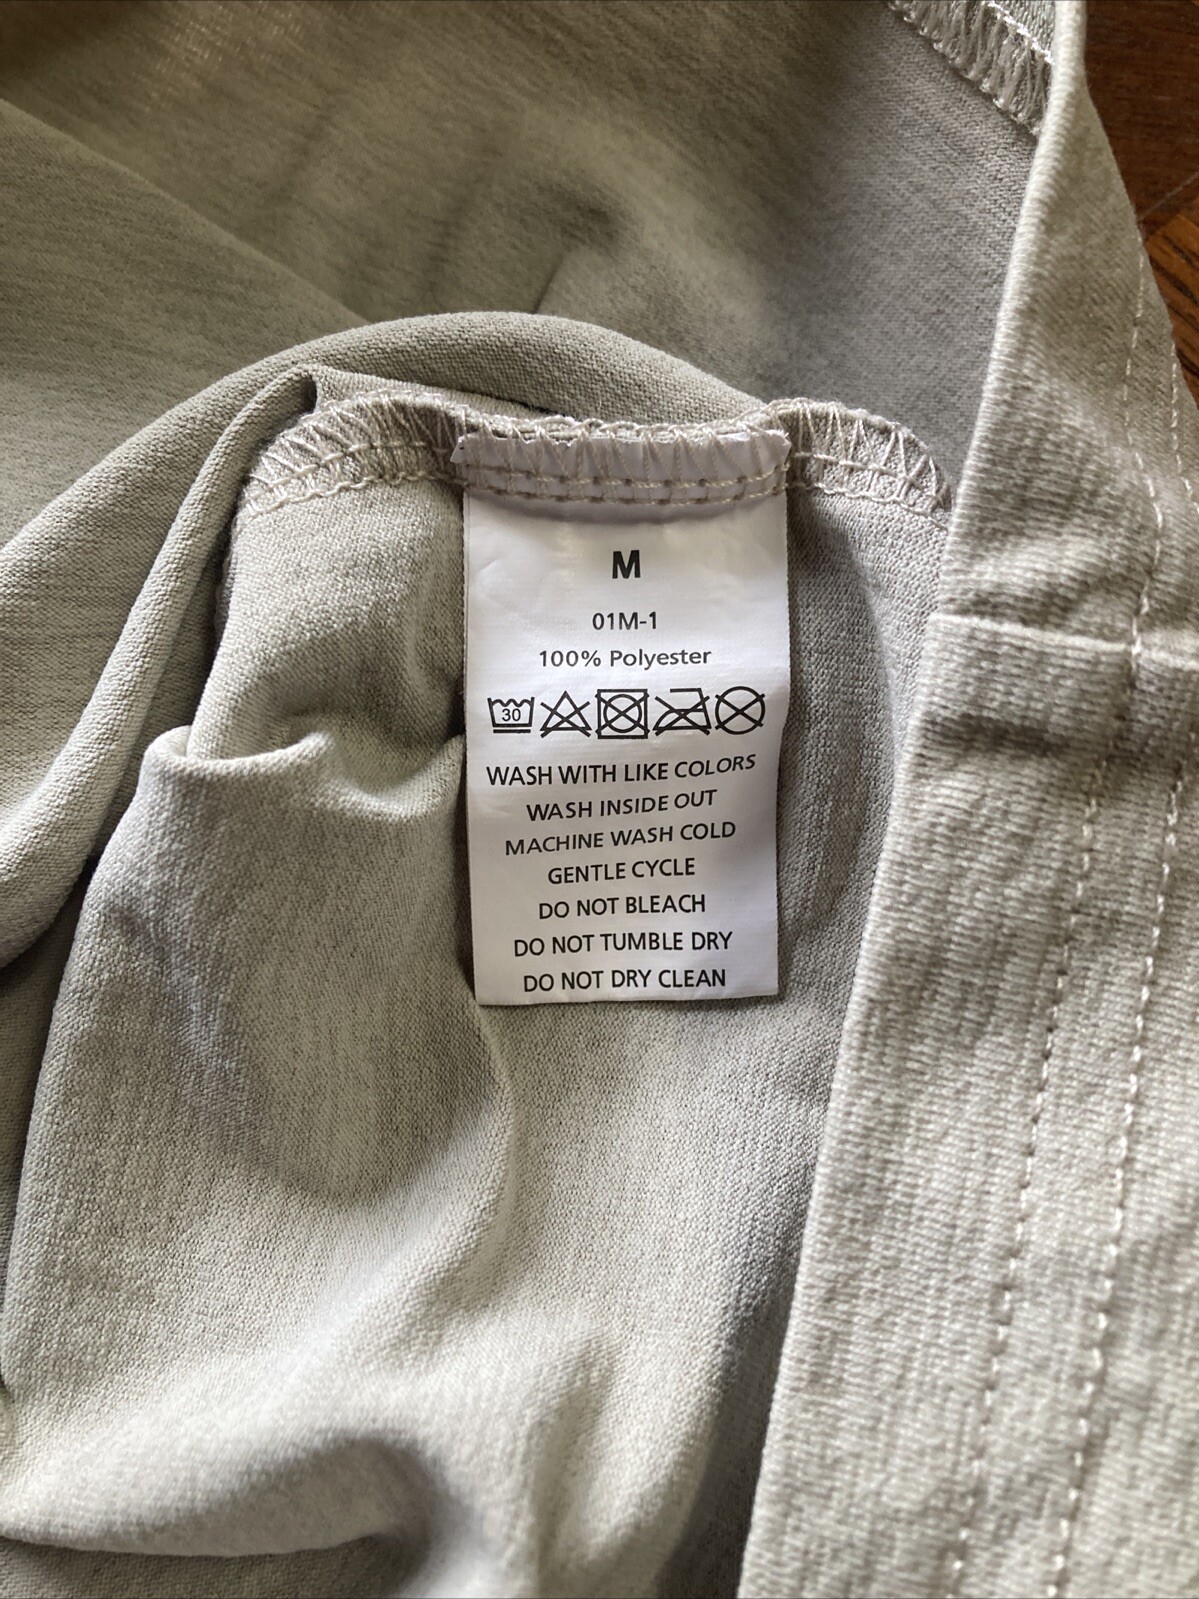 M
01M-1
100% Polyester
30
WASH WITH LIKE COLORS
WASH INSIDE OUT
MACHINE WASH COLD
GENTLE CYCLE
DO NOT BLEACH
DO NOT TUMBLE DRY
DO NOT DRY CLEAN